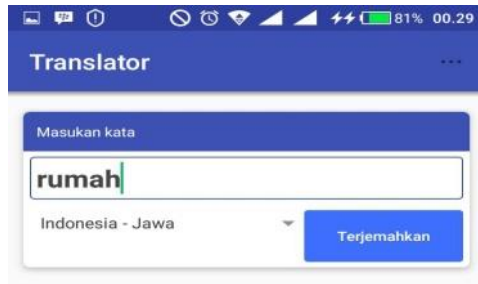 81% 00.29
Translator
Masukan kata
rumah
Indonesia - Jawa
Terjemahkan